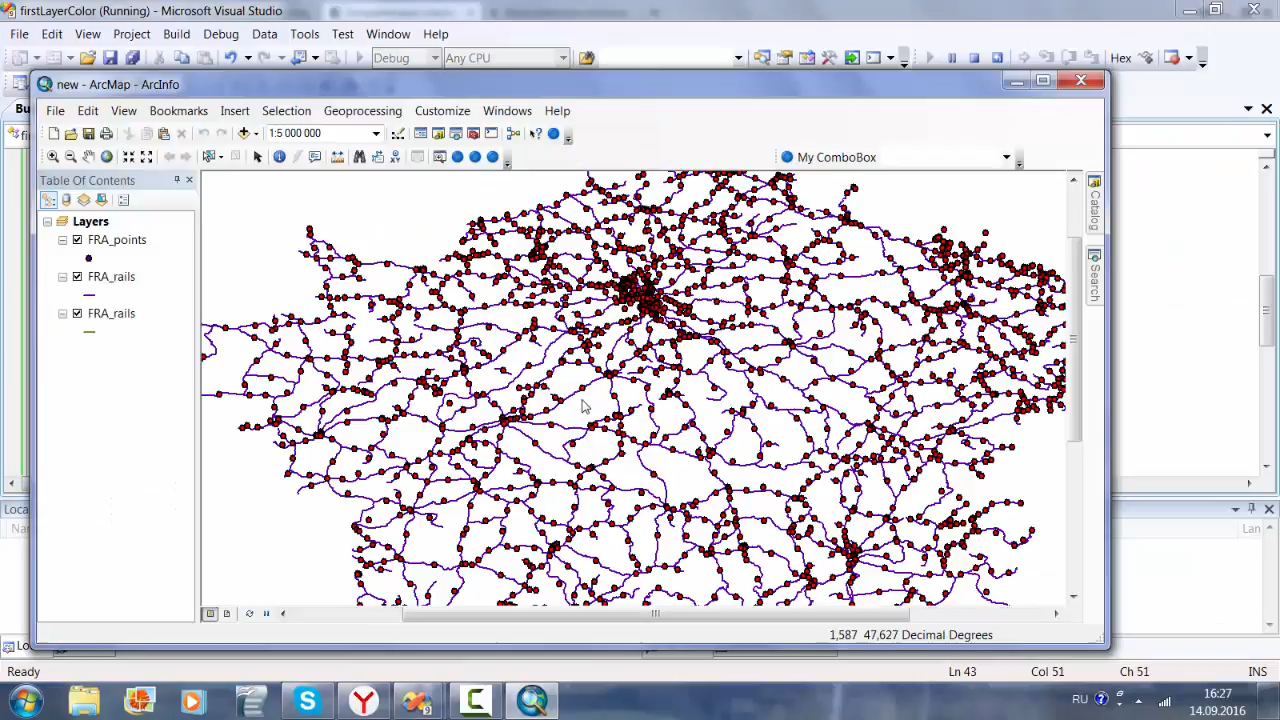 firstLayerColor (Running) - Microsoft Visual Studio
File Edit View Project Build Debug Data Tools Test Window Help
Debug Any CPU Hex
new - ArcMap - ArcInfo
File Edit View Bookmarks Insert Selection Geoprocessing Customize Windows Help
1:5 000 000
My ComboBox
Table Of Contents
Layers
FRA_points
FRA_rails
FRA_rails
Catalog
Search
1,587 47,627 Decimal Degrees
Ready Ln 43 Col 51 Ch 51 INS
RU 16:27
14.09.2016